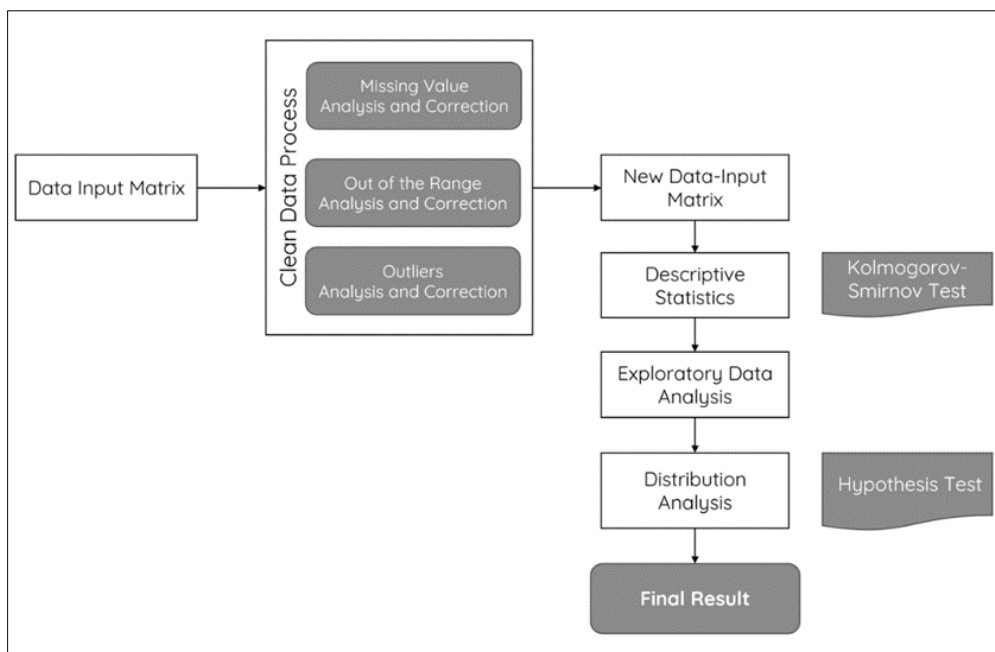 Data Input Matrix
Clean Data Process
Missing Value
Analysis and Correction
Out of the Range
Analysis and Correction
Outliers
Analysis and Correction
New Data-Input
Matrix
Descriptive
Statistics
Kolmogorov-
Smirnov Test
Exploratory Data
Analysis
Distribution
Analysis
Hypothesis Test
Final Result